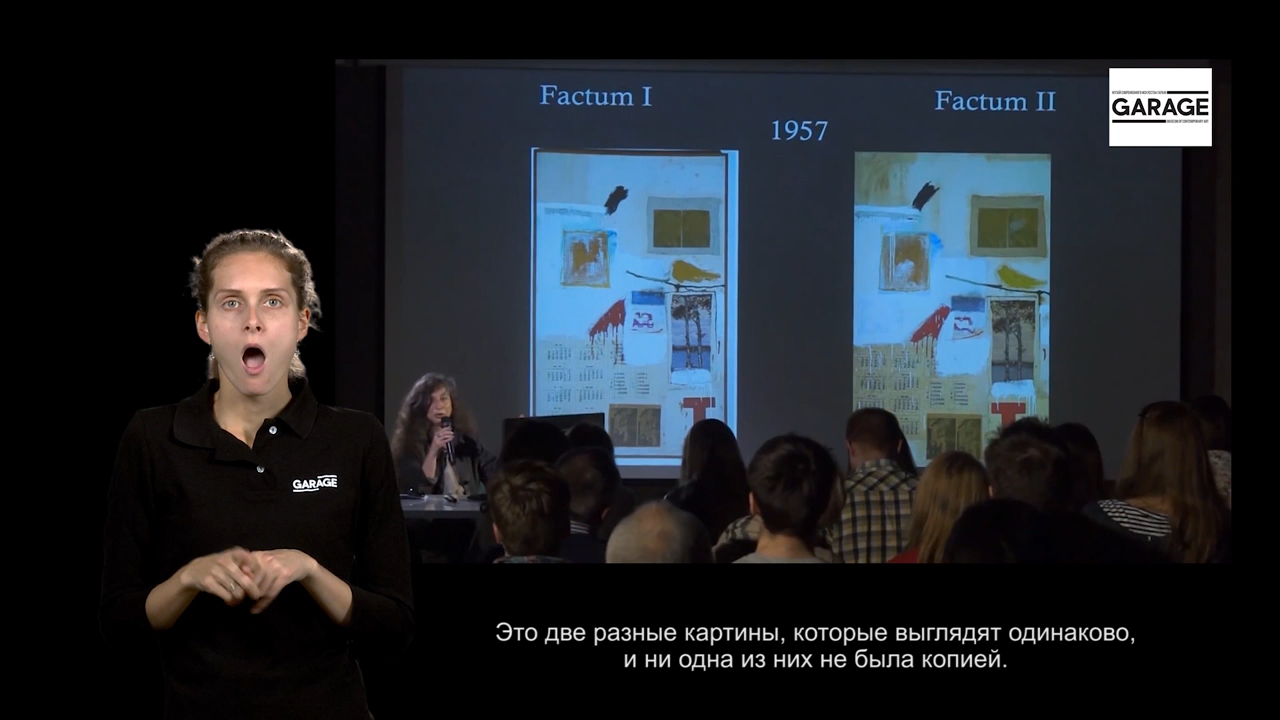 Factum I
Factum II
1957
GARAGE
T
T
GARAGE
Это две разные картины, которые выглядят одинаково,
и ни одна из них не была копией.